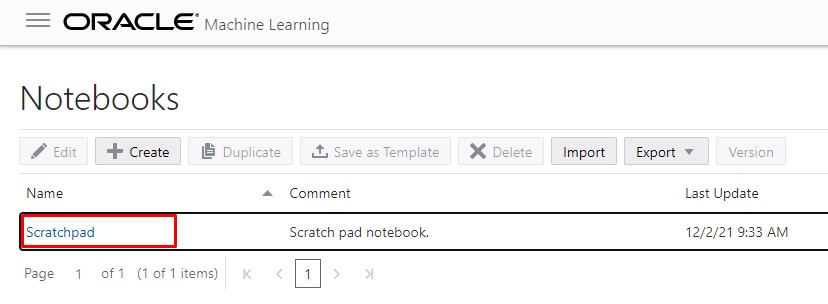 ORACLE® Machine Learning
Notebooks
Edit Create Duplicate Save as Template Delete Import Export Version
Name Comment Last Update
Scratchpad Scratch pad notebook. 12/2/21 9:33 AM
Page 1 of 1 (1 of 1 items) 1